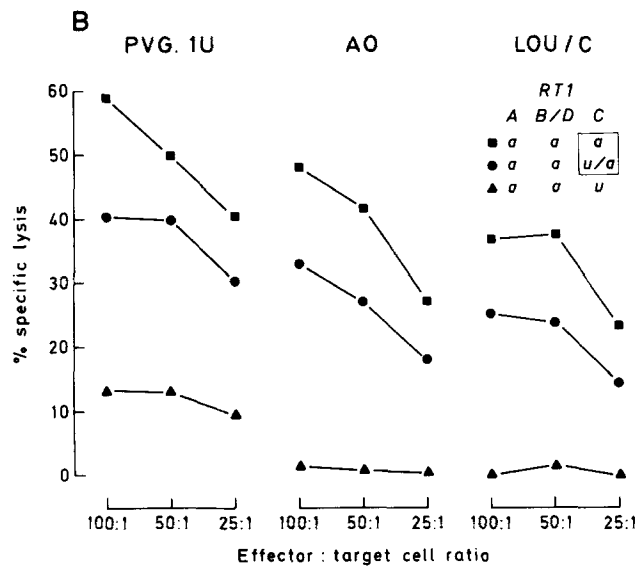 B
PVG. 1U AO LOU/C
RT1
A B/D C
■ a a a
● a a u/a
▲ a a u
% specific lysis
60
50
40
30
20
10
0
100:1 50:1 25:1 100:1 50:1 25:1 100:1 50:1 25:1
Effector : target cell ratio